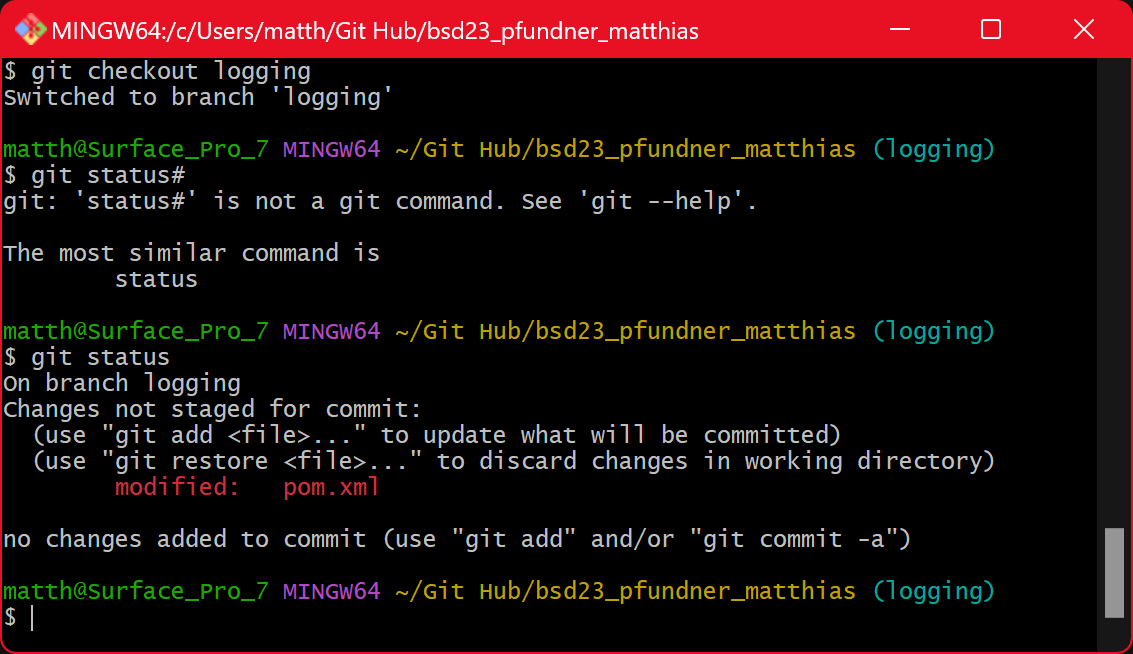 MINGW64:/c/Users/matth/Git Hub/bsd23_pfundner_matthias
$ git checkout logging
Switched to branch 'logging'
matth@Surface_Pro_7 MINGW64 ~/Git Hub/bsd23_pfundner_matthias (logging)
$ git status#
git: 'status#' is not a git command. See 'git --help'.
The most similar command is
status
matth@Surface_Pro_7 MINGW64 ~/Git Hub/bsd23_pfundner_matthias (logging)
$ git status
On branch logging
Changes not staged for commit:
(use "git add <file>..." to update what will be committed)
(use "git restore <file>..." to discard changes in working directory)
modified:   pom.xml
no changes added to commit (use "git add" and/or "git commit -a")
matth@Surface_Pro_7 MINGW64 ~/Git Hub/bsd23_pfundner_matthias (logging)
$